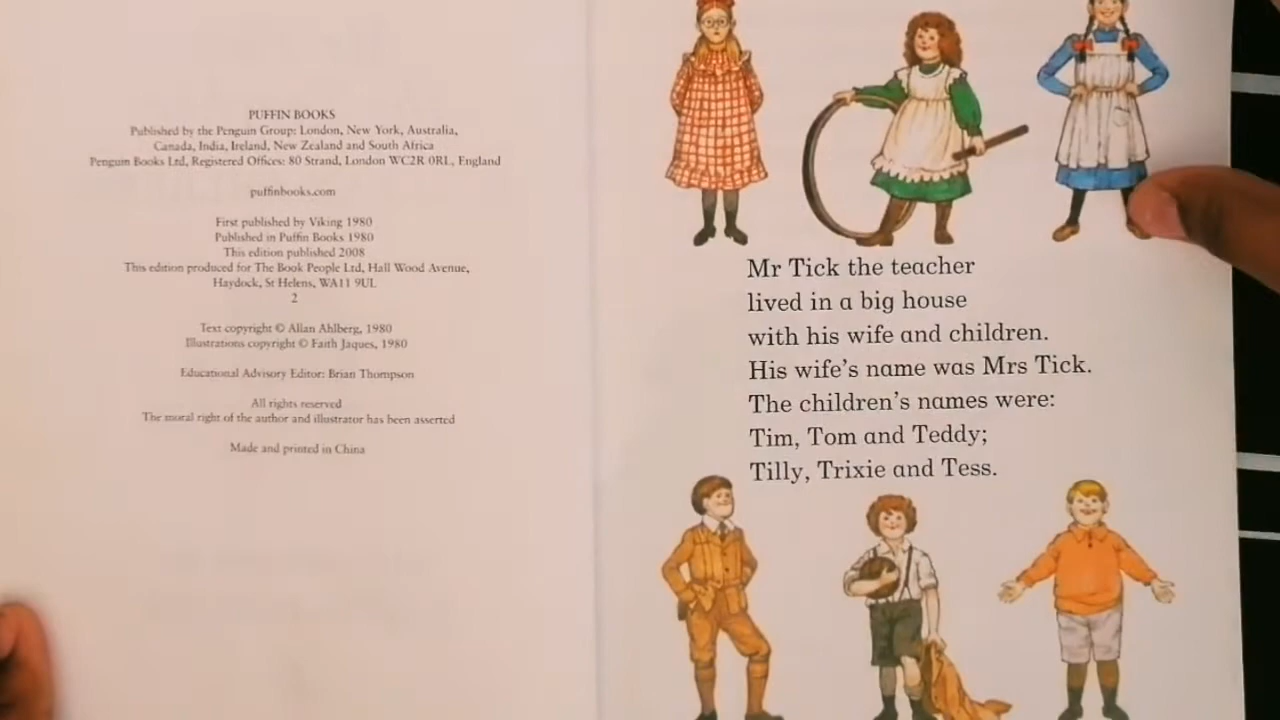 PUFFIN BOOKS
Published by the Penguin Group: London, New York, Australia,
Canada, India, Ireland, New Zealand and South Africa
Penguin Books Ltd, Registered Offices: 80 Strand, London WC2R 0RL, England
puffinbooks.com
First published by Viking 1980
Published in Puffin Books 1980
This edition published 2008
This edition produced for The Book People Ltd, Hall Wood Avenue,
Haydock, St Helens, WA11 9UL
2
Text copyright © Allan Ahlberg, 1980
Illustrations copyright © Faith Jaques, 1980
Educational Advisory Editor: Brian Thompson
All rights reserved
The moral right of the author and illustrator has been asserted
Made and printed in China
Mr Tick the teacher
lived in a big house
with his wife and children.
His wife's name was Mrs Tick.
The children's names were:
Tim, Tom and Teddy;
Tilly, Trixie and Tess.